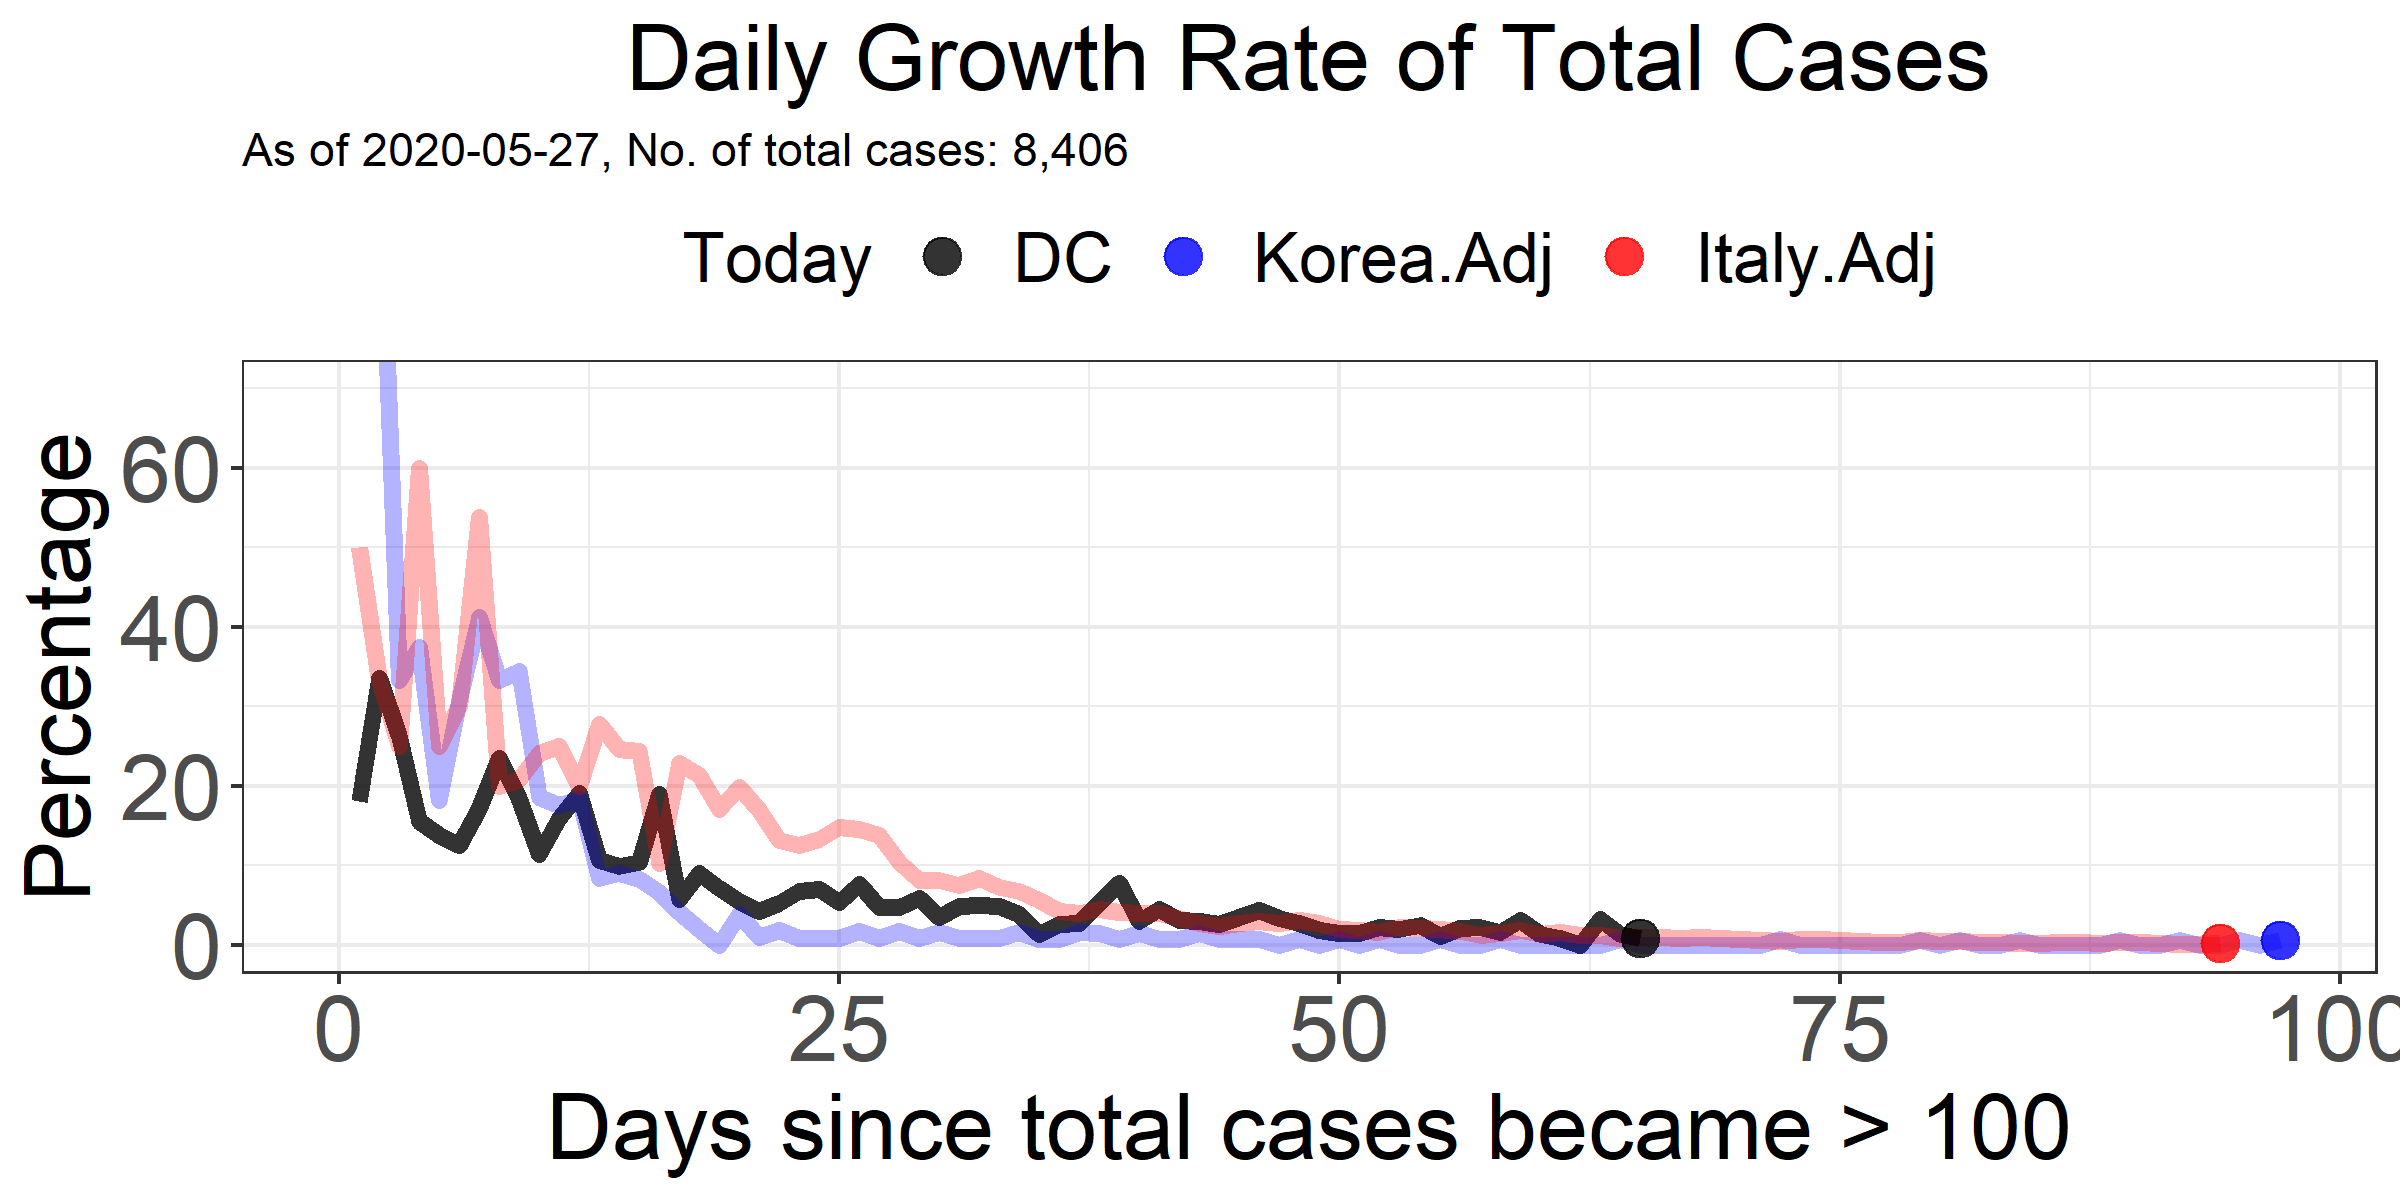 Daily Growth Rate of Total Cases
As of 2020-05-27, No. of total cases: 8,406
Today DC Korea.Adj Italy.Adj
Percentage
60
40
20
0
0 25 50 75 100
Days since total cases became > 100